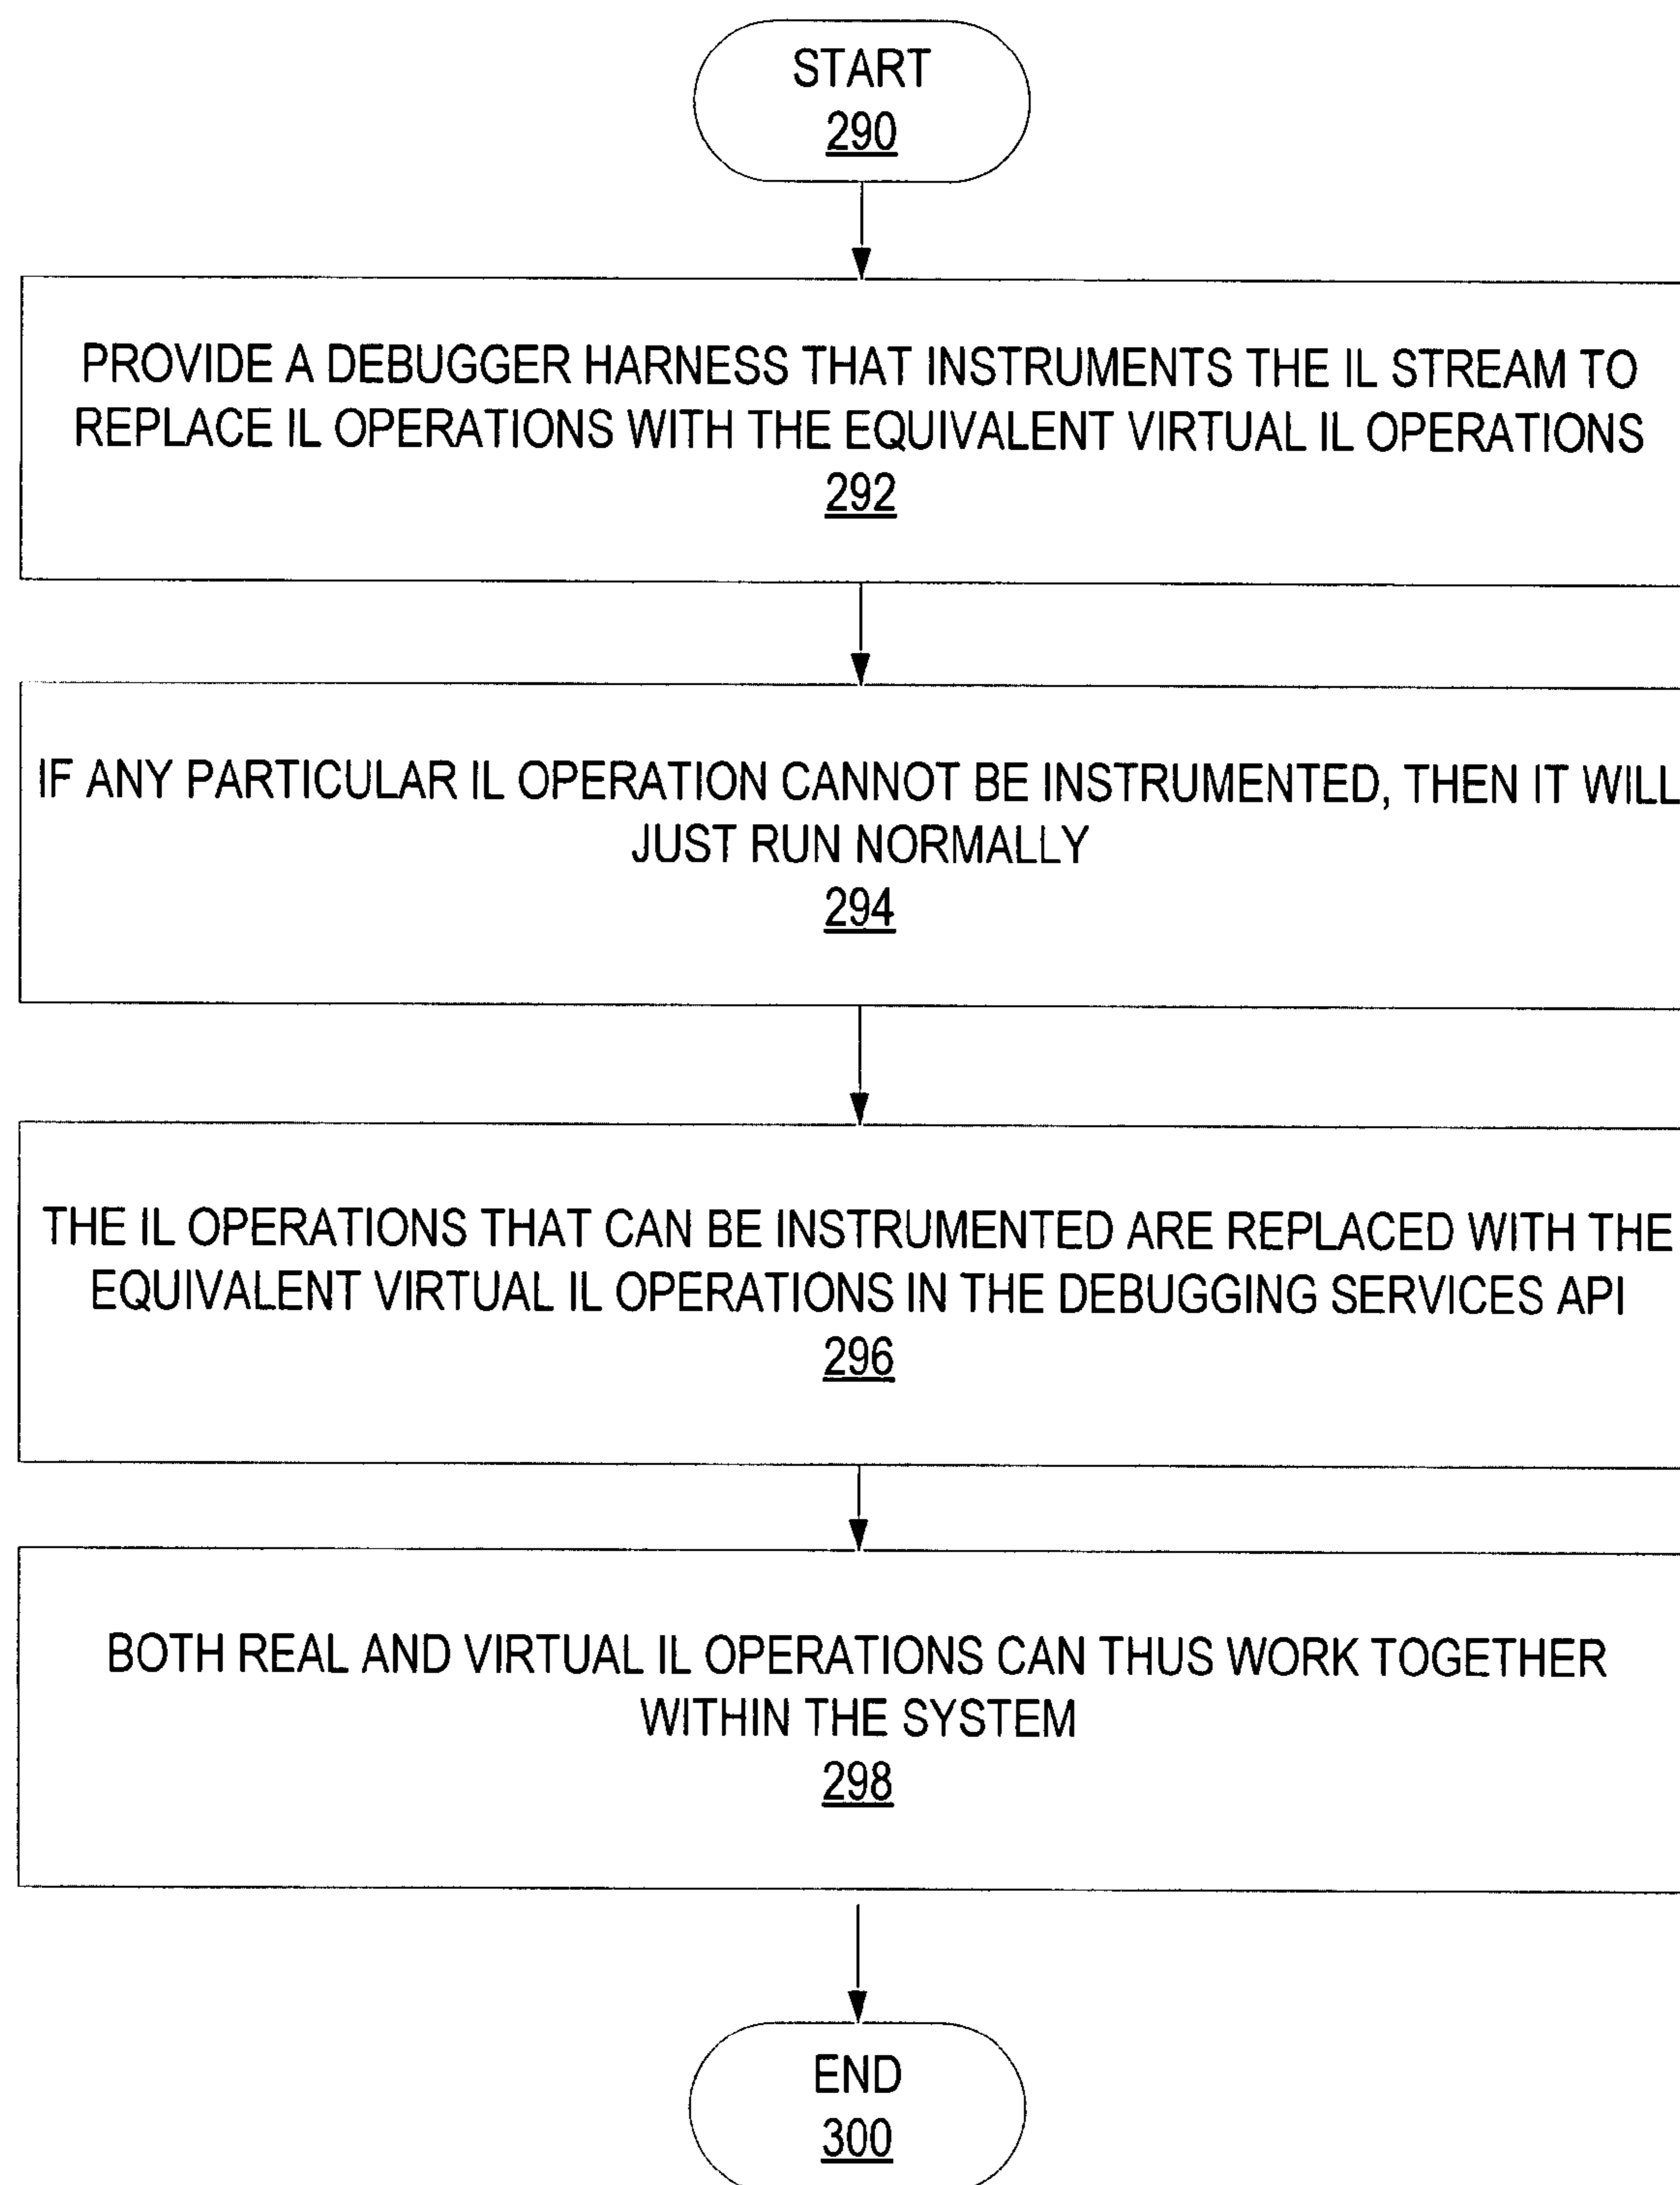 START
290
PROVIDE A DEBUGGER HARNESS THAT INSTRUMENTS THE IL STREAM TO
REPLACE IL OPERATIONS WITH THE EQUIVALENT VIRTUAL IL OPERATIONS
292
IF ANY PARTICULAR IL OPERATION CANNOT BE INSTRUMENTED, THEN IT WILL
JUST RUN NORMALLY
294
THE IL OPERATIONS THAT CAN BE INSTRUMENTED ARE REPLACED WITH THE
EQUIVALENT VIRTUAL IL OPERATIONS IN THE DEBUGGING SERVICES API
296
BOTH REAL AND VIRTUAL IL OPERATIONS CAN THUS WORK TOGETHER
WITHIN THE SYSTEM
298
END
300